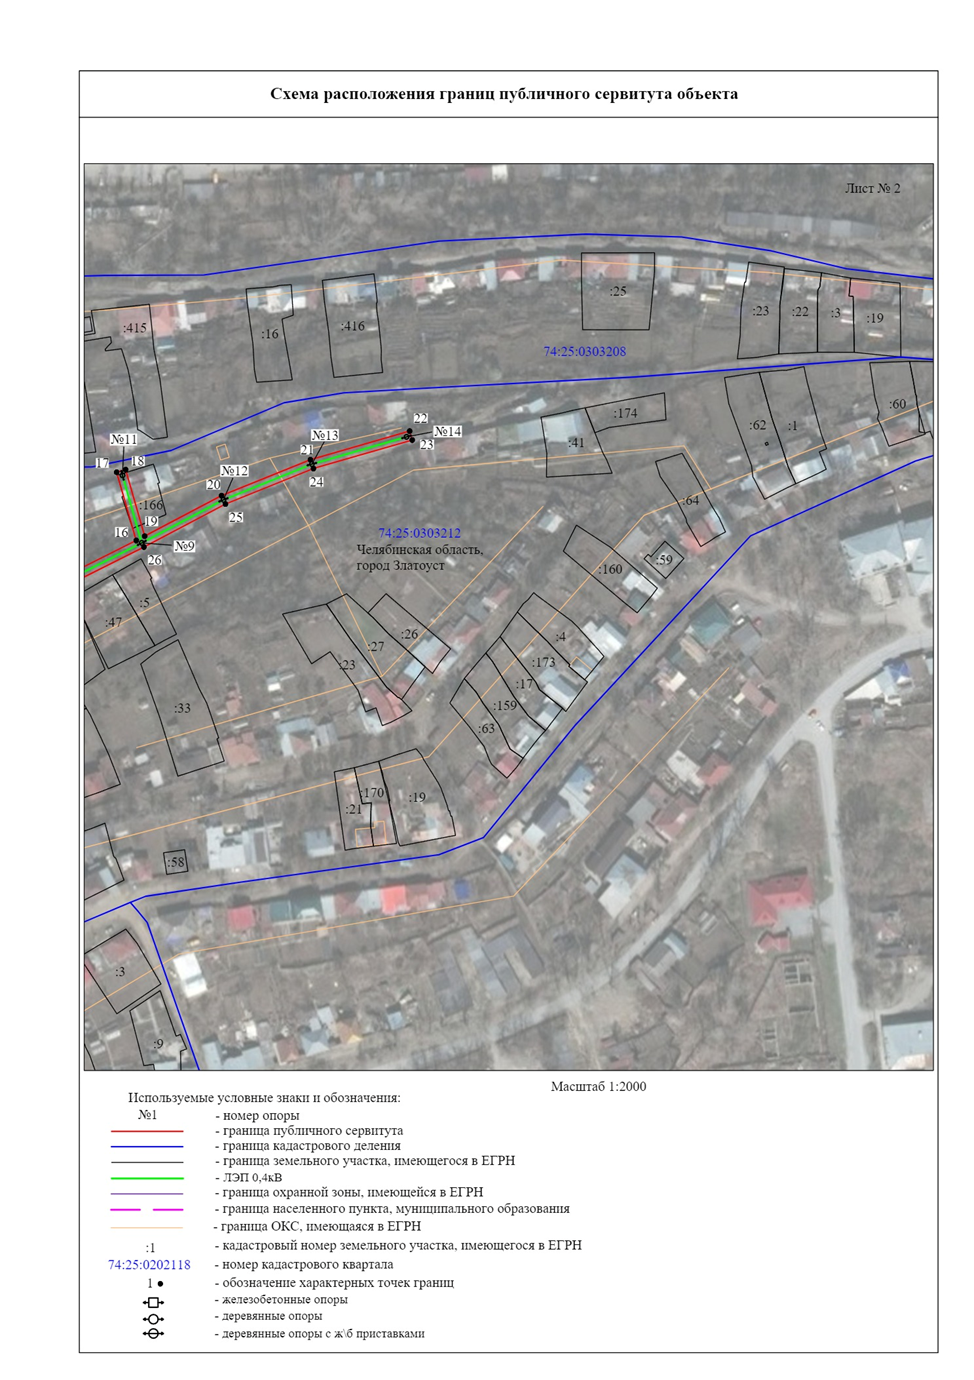 Схема расположения границ публичного сервитута объекта
Лист № 2
:25
:23
:22
:3
:19
:415
:16
:416
74:25:0303208
:174
:41
:62
:1
:60
22
№14
23
№13
21
24
№11
17
18
№12
20
25
:166
19
16
№9
26
:64
74:25:0303212
Челябинская область,
город Златоуст
:160
:59
:5
:47
:26
:27
:23
:4
:173
:17
:159
:63
:33
:170
:21
:19
:58
:3
:9
Масштаб 1:2000
Используемые условные знаки и обозначения:
№1 - номер опоры
- граница публичного сервитута
- граница кадастрового деления
- граница земельного участка, имеющегося в ЕГРН
- ЛЭП 0,4кВ
- граница охранной зоны, имеющейся в ЕГРН
- граница населенного пункта, муниципального образования
- граница ОКС, имеющаяся в ЕГРН
:1 - кадастровый номер земельного участка, имеющегося в ЕГРН
74:25:0202118 - номер кадастрового квартала
1 - обозначение характерных точек границ
- железобетонные опоры
- деревянные опоры
- деревянные опоры с ж\б приставками